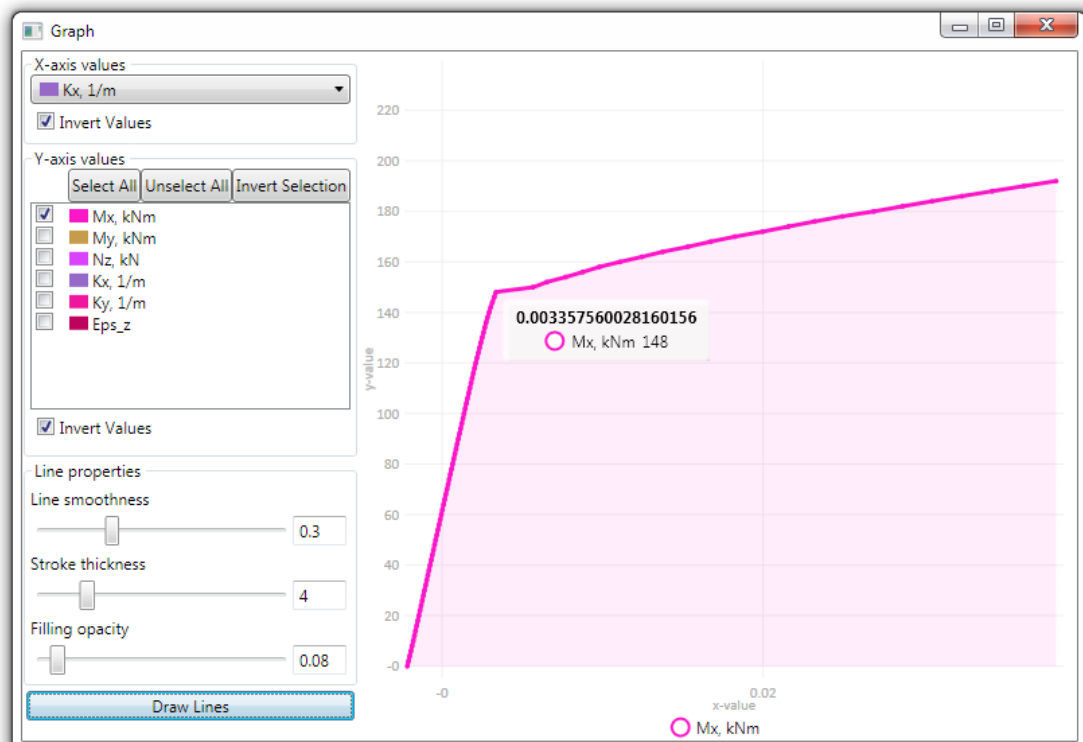 Graph
X-axis values
Kx, 1/m
Invert Values
Y-axis values
Select All Unselect All Invert Selection
Mx, kNm
My, kNm
Nz, kN
Kx, 1/m
Ky, 1/m
Eps_z
Invert Values
Line properties
Line smoothness
0.3
Stroke thickness
4
Filling opacity
0.08
Draw Lines
220
200
180
160
140
120
100
80
60
40
20
-0
y-value
0.003357560028160156
Mx, kNm 148
-0 0.02
x-value
Mx, kNm